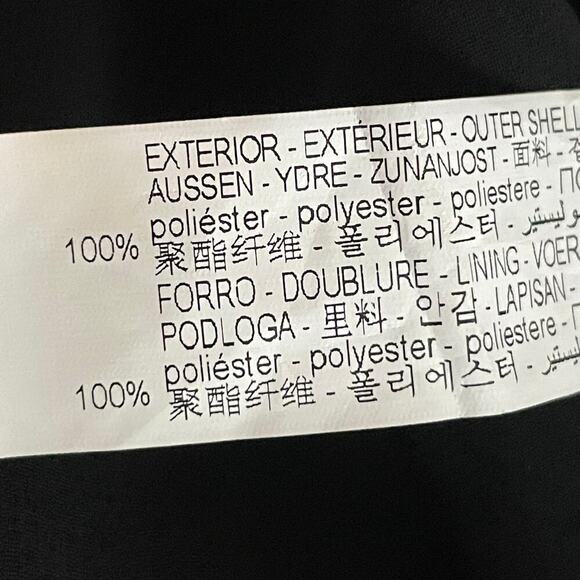 EXTERIOR - EXTÉRIEUR - OUTER SHELL
AUSSEN - YDRE - ZUNANJOST - 面料 -
100% poliéster - polyester - poliestere - ПО
聚酯纤维 - 폴리에스터 -
FORRO - DOUBLURE - LINING - VOER
PODLOGA - 里料 - 안감 - LAPISAN -
100% poliéster - polyester - poliestere -
聚酯纤维 - 폴리에스터 -